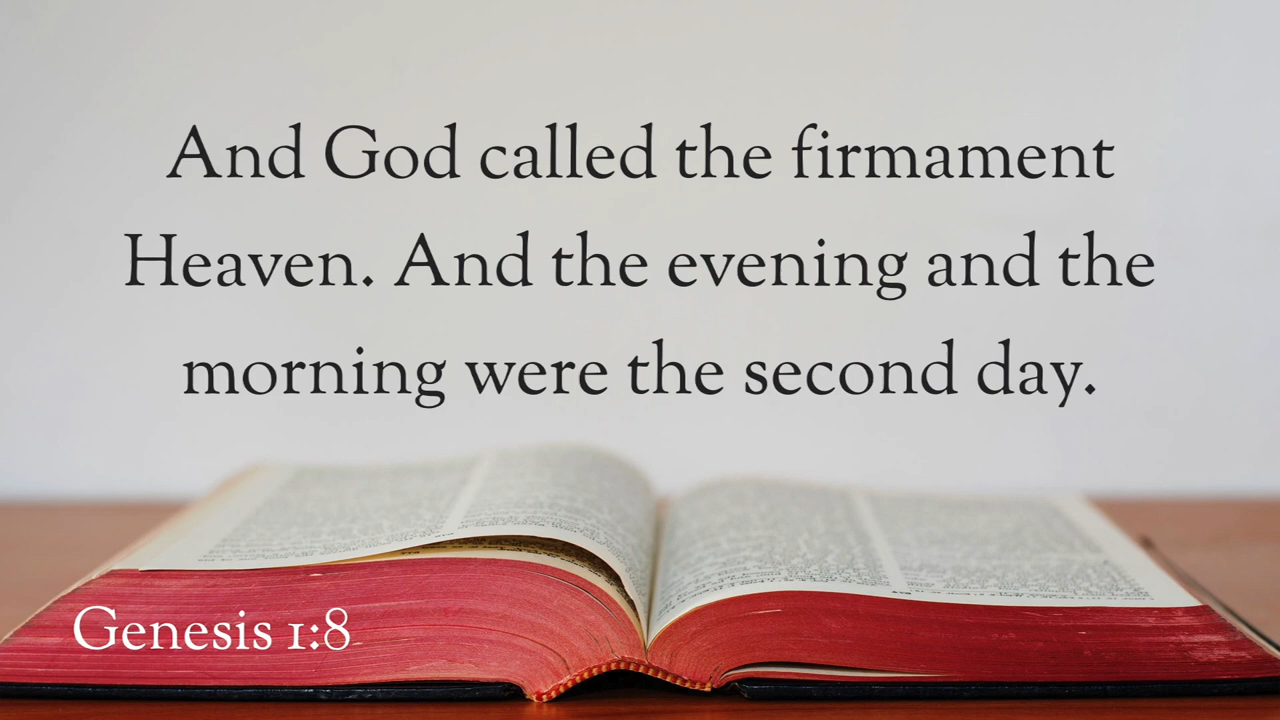 And God called the firmament
Heaven. And the evening and the
morning were the second day.
Genesis 1:8